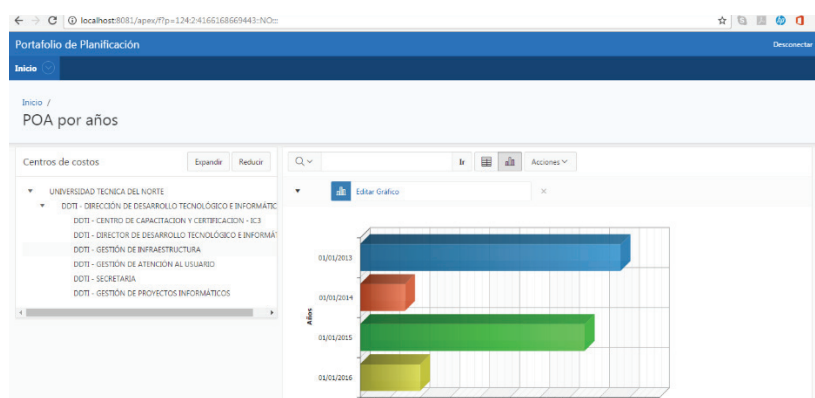 localhost:8081/apex/f?p=124:2:4166168669443::NO:::
Portafolio de Planificación
Desconectar
Inicio
Inicio /
POA por años
Centros de costos
Expandir
Reducir
Ir
Acciones
UNIVERSIDAD TECNICA DEL NORTE
DDTI - DIRECCIÓN DE DESARROLLO TECNOLÓGICO E INFORMÁTIC
DDTI - CENTRO DE CAPACITACION Y CERTIFICACION - IC3
DDTI - DIRECTOR DE DESARROLLO TECNOLÓGICO E INFORMÁT
DDTI - GESTIÓN DE INFRAESTRUCTURA
DDTI - GESTIÓN DE ATENCIÓN AL USUARIO
DDTI - SECRETARIA
DDTI - GESTIÓN DE PROYECTOS INFORMÁTICOS
Editar Gráfico
Años
01/01/2013
01/01/2014
01/01/2015
01/01/2016